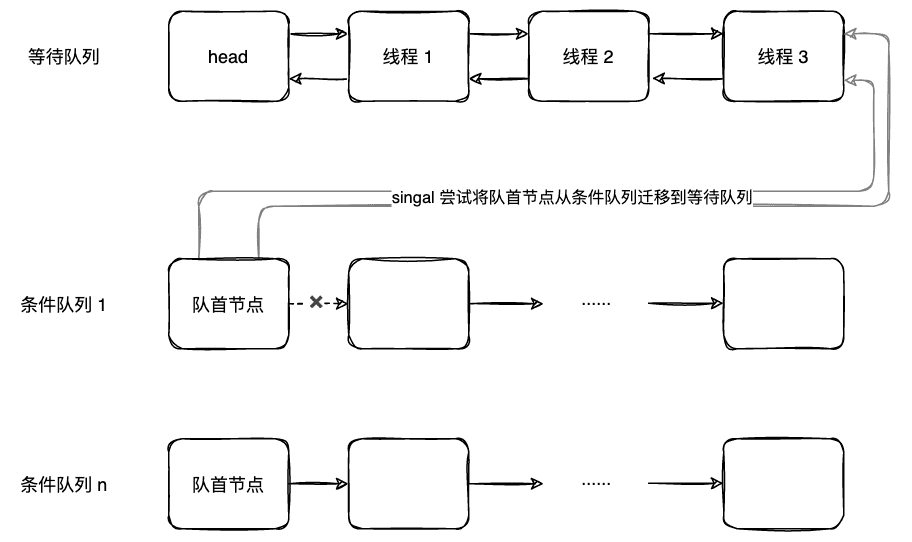 等待队列
head
线程 1
线程 2
线程 3
singal 尝试将队首节点从条件队列迁移到等待队列
条件队列 1
队首节点
......
条件队列 n
队首节点
......